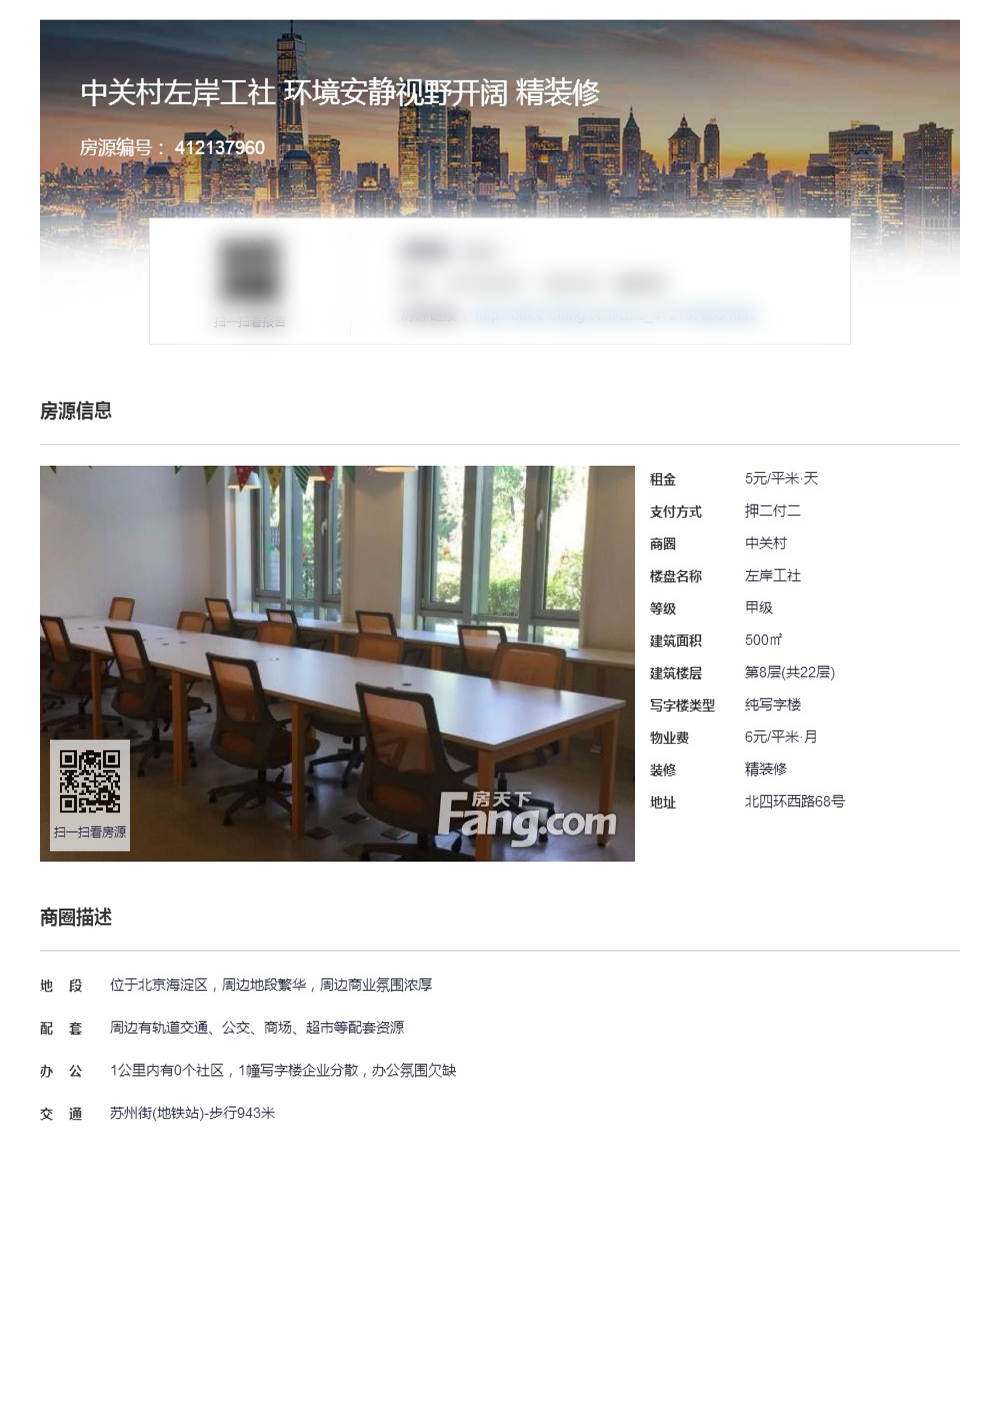 中关村左岸工社 环境安静视野开阔 精装修
房源编号： 412137960
扫一扫看报告
房源信息
租金 5元/平米·天
支付方式 押二付二
商圈 中关村
楼盘名称 左岸工社
等级 甲级
建筑面积 500㎡
建筑楼层 第8层(共22层)
写字楼类型 纯写字楼
物业费 6元/平米·月
装修 精装修
地址 北四环西路68号
扫一扫看房源
房天下
Fang.com
商圈描述
地 段 位于北京海淀区，周边地段繁华，周边商业氛围浓厚
配 套 周边有轨道交通、公交、商场、超市等配套资源
办 公 1公里内有0个社区，1幢写字楼企业分散，办公氛围欠缺
交 通 苏州街(地铁站)-步行943米